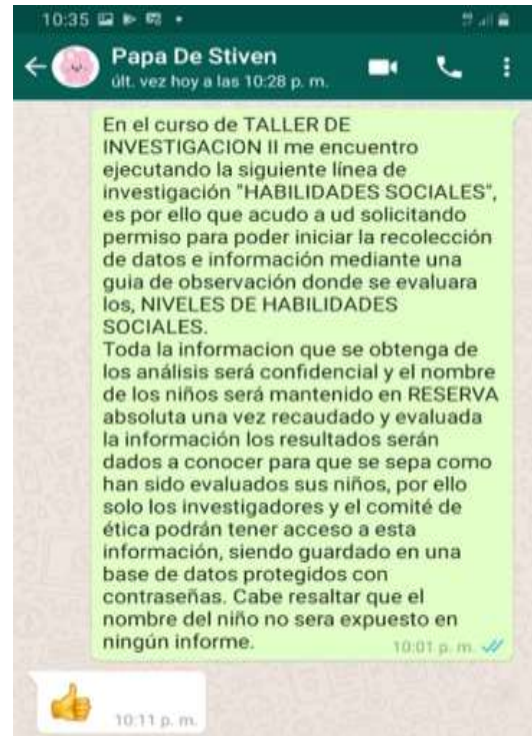 10:35
Papa De Stiven
últ. vez hoy a las 10:28 p. m.
En el curso de TALLER DE
INVESTIGACION II me encuentro
ejecutando la siguiente línea de
investigación "HABILIDADES SOCIALES",
es por ello que acudo a ud solicitando
permiso para poder iniciar la recolección
de datos e información mediante una
guia de observación donde se evaluara
los, NIVELES DE HABILIDADES
SOCIALES.
Toda la informacion que se obtenga de
los análisis será confidencial y el nombre
de los niños será mantenido en RESERVA
absoluta una vez recaudado y evaluada
la información los resultados serán
dados a conocer para que se sepa como
han sido evaluados sus niños, por ello
solo los investigadores y el comité de
ética podrán tener acceso a esta
información, siendo guardado en una
base de datos protegidos con
contraseñas. Cabe resaltar que el
nombre del niño no sera expuesto en
ningún informe.
10:01 p. m.
10:11 p. m.